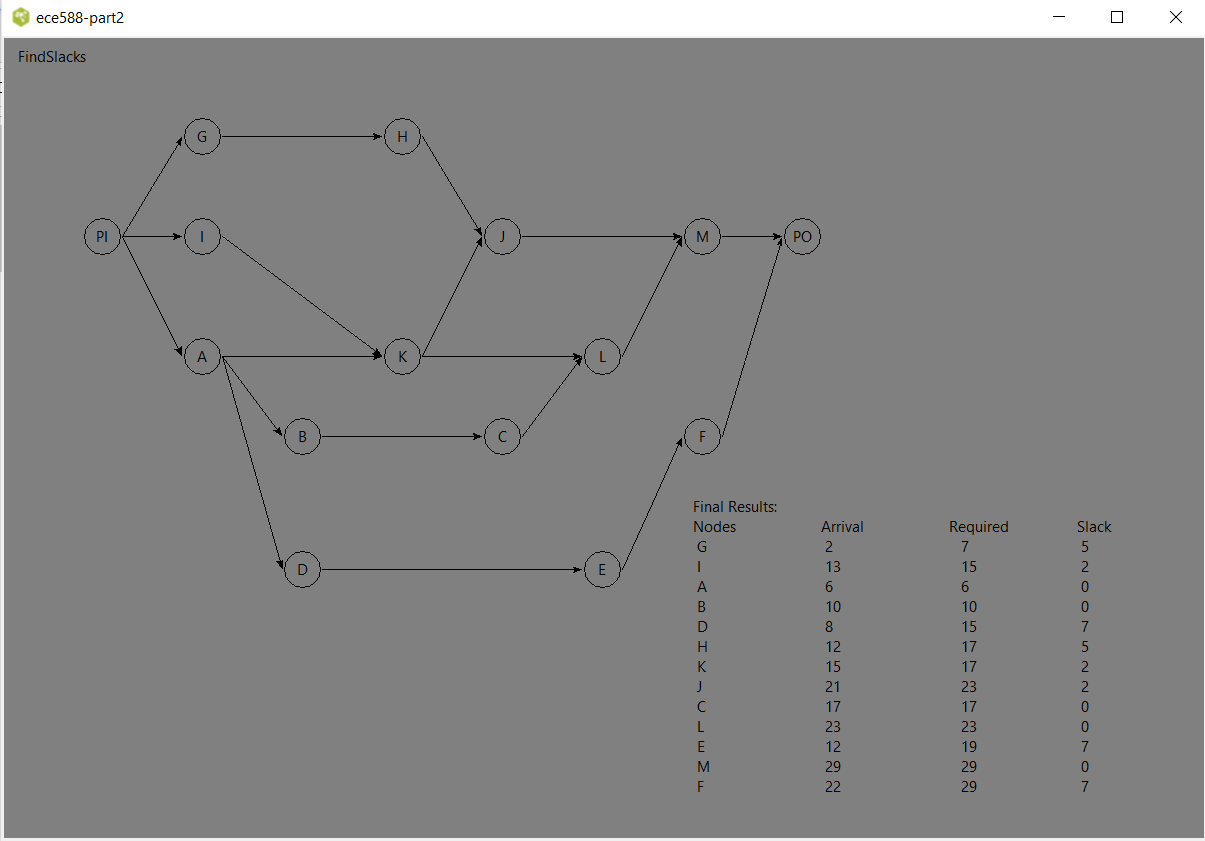 ece588-part2
FindSlacks
G H
PI I J M PO
A K L
B C F
D E
Final Results:
Nodes Arrival Required Slack
G 2 7 5
I 13 15 2
A 6 6 0
B 10 10 0
D 8 15 7
H 12 17 5
K 15 17 2
J 21 23 2
C 17 17 0
L 23 23 0
E 12 19 7
M 29 29 0
F 22 29 7